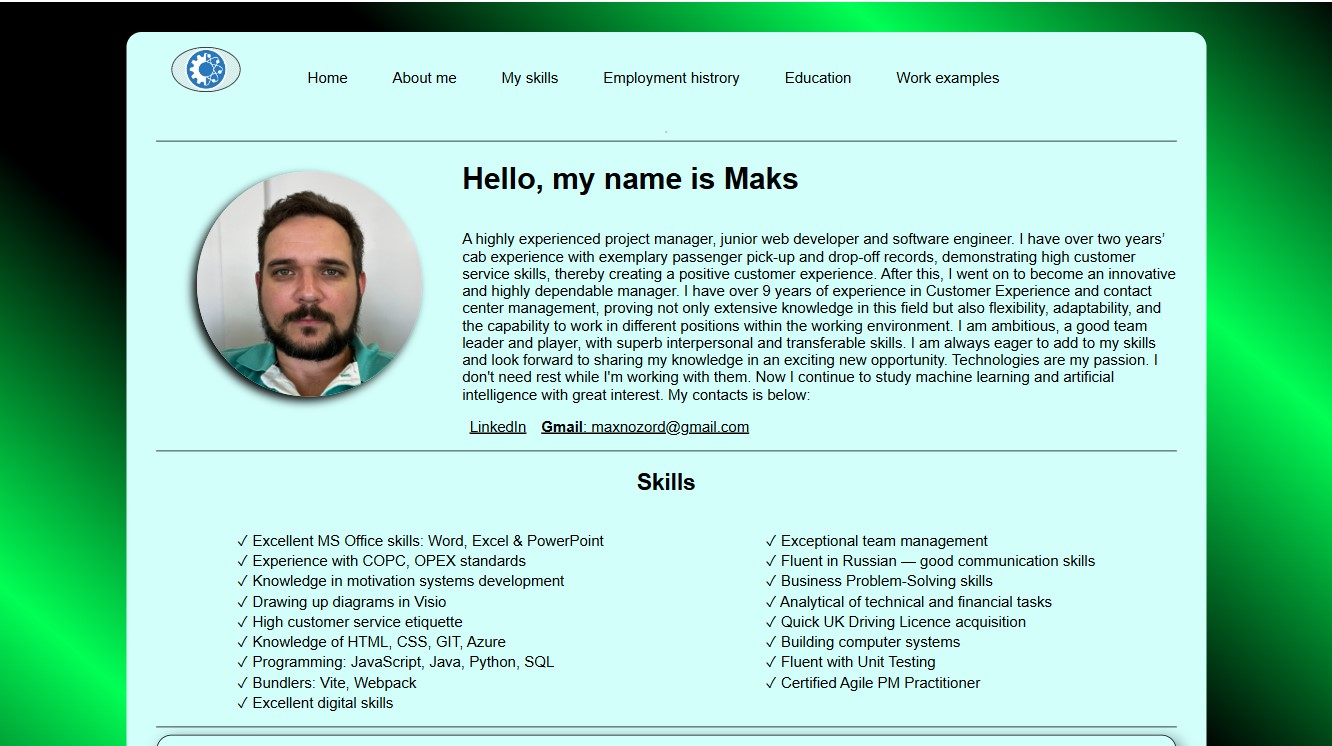 Home About me My skills Employment histrory Education Work examples
Hello, my name is Maks
A highly experienced project manager, junior web developer and software engineer. I have over two years’
cab experience with exemplary passenger pick-up and drop-off records, demonstrating high customer
service skills, thereby creating a positive customer experience. After this, I went on to become an innovative
and highly dependable manager. I have over 9 years of experience in Customer Experience and contact
center management, proving not only extensive knowledge in this field but also flexibility, adaptability, and
the capability to work in different positions within the working environment. I am ambitious, a good team
leader and player, with superb interpersonal and transferable skills. I am always eager to add to my skills
and look forward to sharing my knowledge in an exciting new opportunity. Technologies are my passion. I
don't need rest while I'm working with them. Now I continue to study machine learning and artificial
intelligence with great interest. My contacts is below:
LinkedIn Gmail: maxnozord@gmail.com
Skills
✓ Excellent MS Office skills: Word, Excel & PowerPoint
✓ Experience with COPC, OPEX standards
✓ Knowledge in motivation systems development
✓ Drawing up diagrams in Visio
✓ High customer service etiquette
✓ Knowledge of HTML, CSS, GIT, Azure
✓ Programming: JavaScript, Java, Python, SQL
✓ Bundlers: Vite, Webpack
✓ Excellent digital skills
✓ Exceptional team management
✓ Fluent in Russian — good communication skills
✓ Business Problem-Solving skills
✓ Analytical of technical and financial tasks
✓ Quick UK Driving Licence acquisition
✓ Building computer systems
✓ Fluent with Unit Testing
✓ Certified Agile PM Practitioner